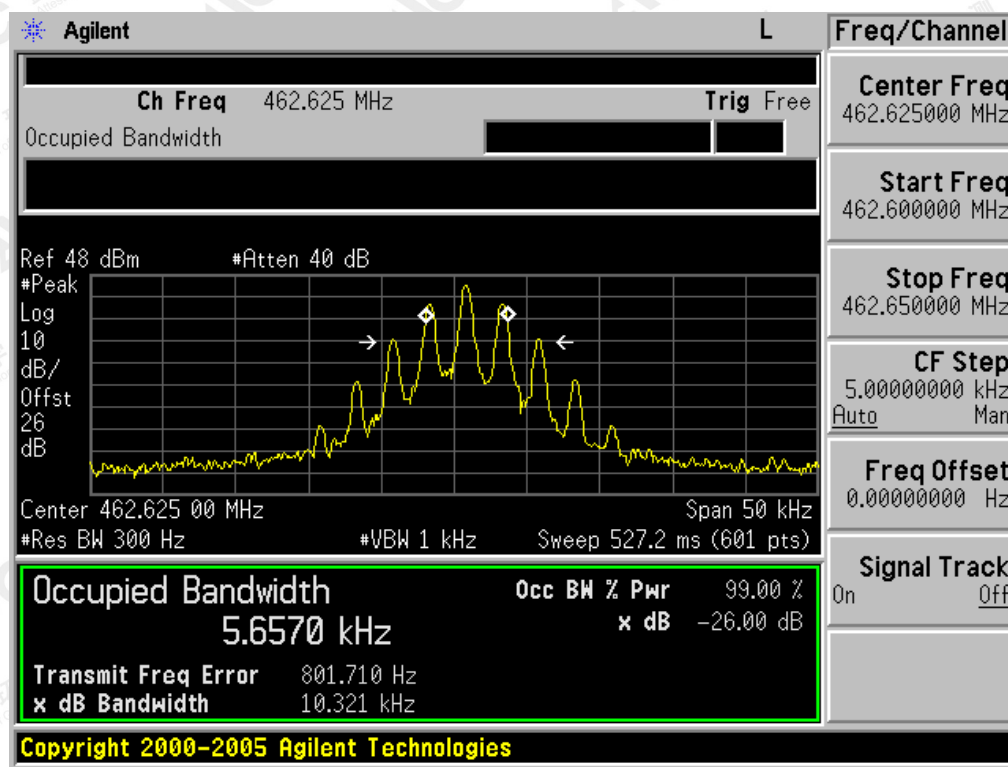 Agilent L Freq/Channel
Ch Freq 462.625 MHz Trig Free
Occupied Bandwidth
Center Freq
462.625000 MHz
Start Freq
462.600000 MHz
Stop Freq
462.650000 MHz
CF Step
5.00000000 kHz
Auto Man
Freq Offset
0.00000000 Hz
Signal Track
On Off
Ref 48 dBm #Atten 40 dB
#Peak
Log
10
dB/
Offst
26
dB
Center 462.625 00 MHz Span 50 kHz
#Res BW 300 Hz #VBW 1 kHz Sweep 527.2 ms (601 pts)
Occupied Bandwidth Occ BW % Pwr 99.00 %
5.6570 kHz x dB -26.00 dB
Transmit Freq Error 801.710 Hz
x dB Bandwidth 10.321 kHz
Copyright 2000-2005 Agilent Technologies